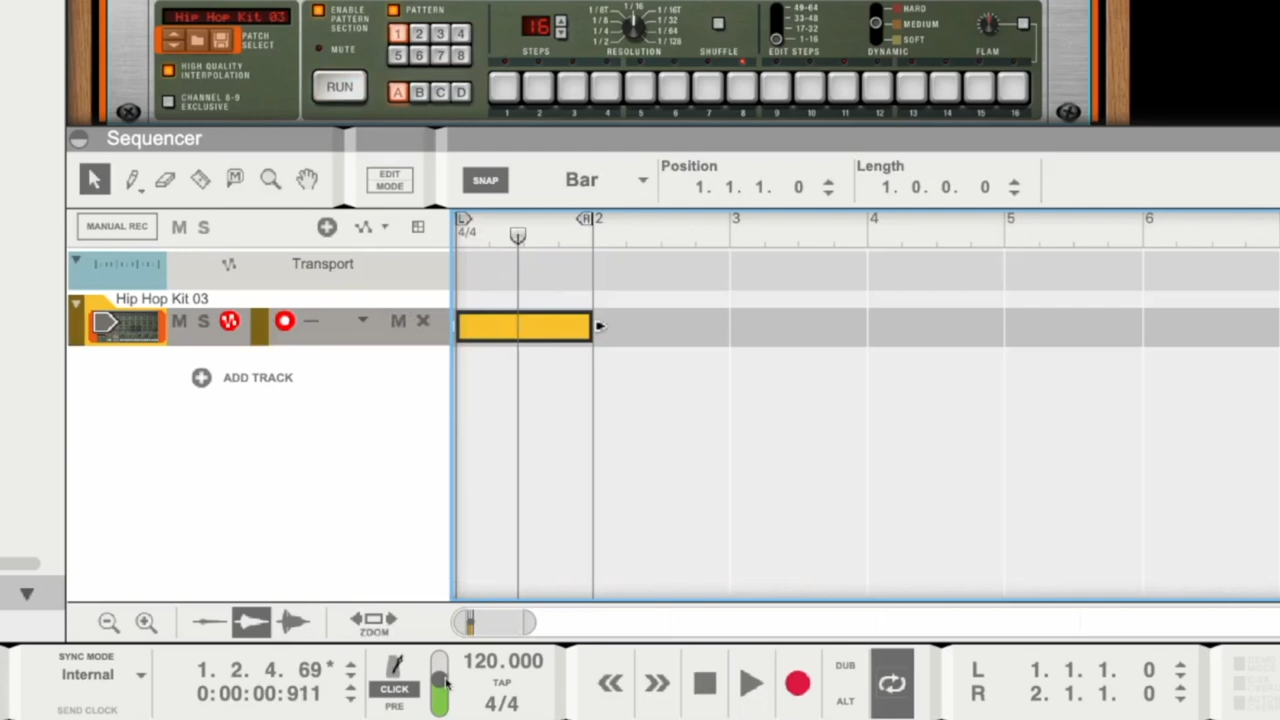 Hip Hop Kit 03
PATCH SELECT
HIGH QUALITY INTERPOLATION
CHANNEL 8-9 EXCLUSIVE
ENABLE PATTERN SECTION
MUTE
RUN
PATTERN
1 2 3 4
5 6 7 8
A B C D
16
STEPS
1/2 1/4 1/6 1/8 1/8T 1/16 1/16T 1/32 1/64 1/128
RESOLUTION
SHUFFLE
49-64
33-48
17-32
1-16
EDIT STEPS
HARD
MEDIUM
SOFT
DYNAMIC
FLAM
1 2 3 4 5 6 7 8 9 10 11 12 13 14 15 16
Sequencer
EDIT MODE
SNAP
Bar
Position
1. 1. 1. 0
Length
1. 0. 0. 0
MANUAL REC
M S
L R 2 3 4 5 6
4/4
Transport
Hip Hop Kit 03
M S M
ADD TRACK
ZOOM
SYNC MODE
Internal
SEND CLOCK
1. 2. 4. 69 *
0:00:00:911
CLICK
PRE
120.000
TAP
4/4
DUB
ALT
L 1. 1. 1. 0
R 2. 1. 1. 0